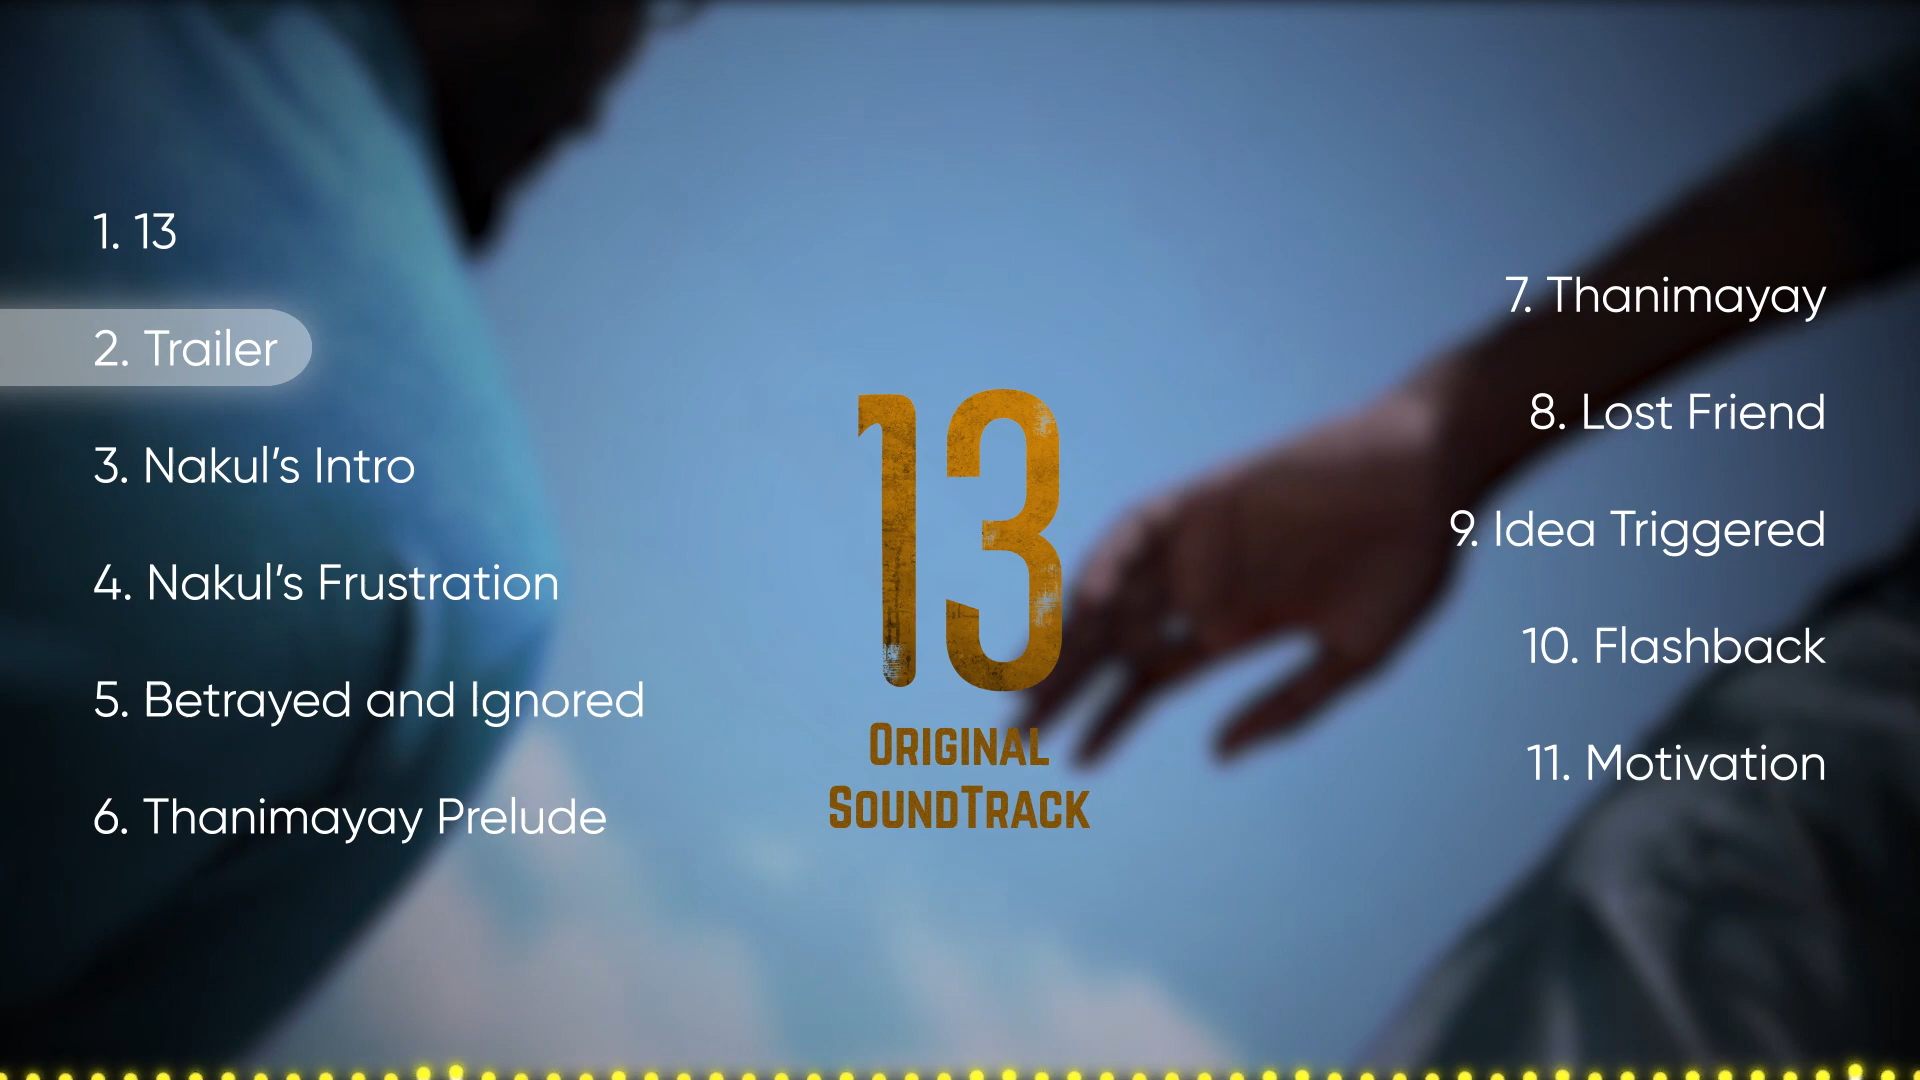 1. 13
2. Trailer
3. Nakul's Intro
4. Nakul's Frustration
5. Betrayed and Ignored
6. Thanimayay Prelude
13
Original
SoundTrack
7. Thanimayay
8. Lost Friend
9. Idea Triggered
10. Flashback
11. Motivation